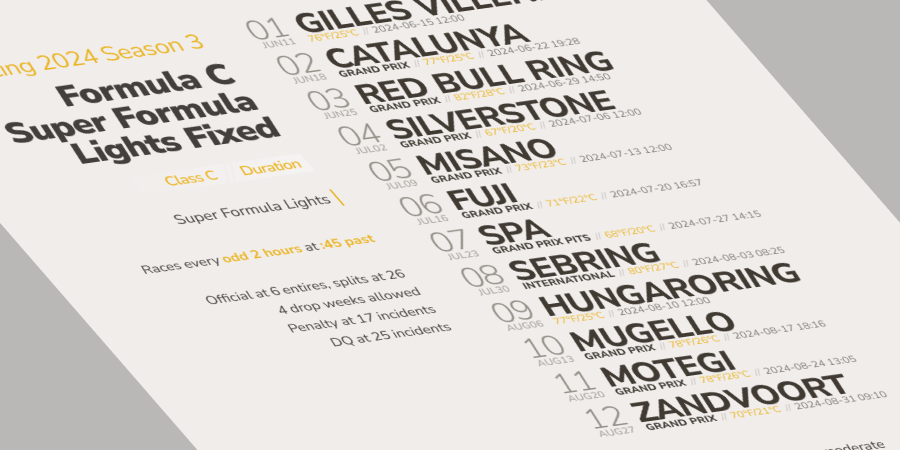 ing 2024 Season 3
Formula C
Super Formula
Lights Fixed
Class C Duration
Super Formula Lights
Races every odd 2 hours at :45 past
Official at 6 entires, splits at 26
4 drop weeks allowed
Penalty at 17 incidents
DQ at 25 incidents
01 GILLES
JUN11 78°F/25°C // 2024-06-15 12:00
02 CATALUNYA
JUN18 GRAND PRIX // 77°F/25°C // 2024-06-22 19:28
03 RED BULL RING
JUN25 GRAND PRIX // 82°F/28°C // 2024-06-29 14:50
04 SILVERSTONE
JUL02 GRAND PRIX // 67°F/20°C // 2024-07-06 12:00
05 MISANO
JUL09 GRAND PRIX // 73°F/23°C // 2024-07-13 12:00
06 FUJI
JUL16 GRAND PRIX // 71°F/22°C // 2024-07-20 16:57
07 SPA
JUL23 GRAND PRIX PITS // 68°F/20°C // 2024-07-27 14:15
08 SEBRING
JUL30 INTERNATIONAL // 80°F/27°C // 2024-08-03 08:25
09 HUNGARORING
AUG06 77°F/25°C // 2024-08-10 12:00
10 MUGELLO
AUG13 GRAND PRIX // 78°F/26°C // 2024-08-17 18:16
11 MOTEGI
AUG20 GRAND PRIX // 78°F/26°C // 2024-08-24 13:05
12 ZANDVOORT
AUG27 GRAND PRIX // 70°F/21°C // 2024-08-31 09:10
moderate